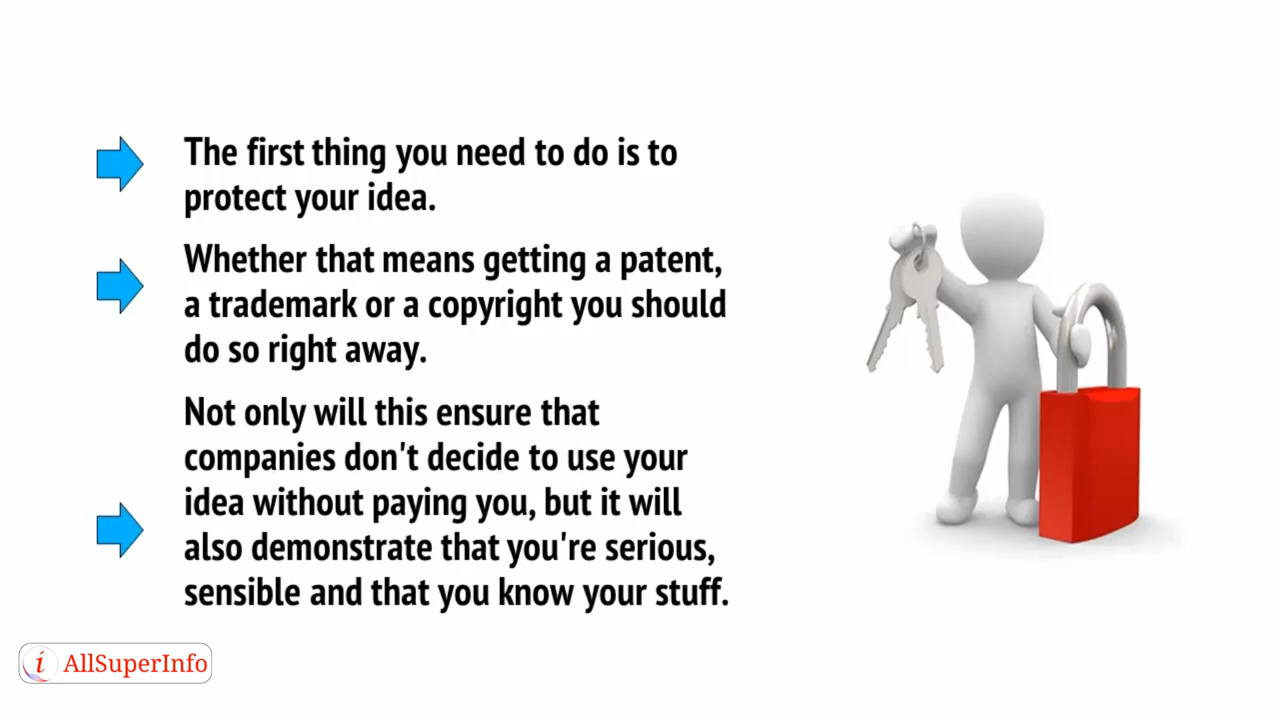 The first thing you need to do is to
protect your idea.
Whether that means getting a patent,
a trademark or a copyright you should
do so right away.
Not only will this ensure that
companies don't decide to use your
idea without paying you, but it will
also demonstrate that you're serious,
sensible and that you know your stuff.
i AllSuperInfo